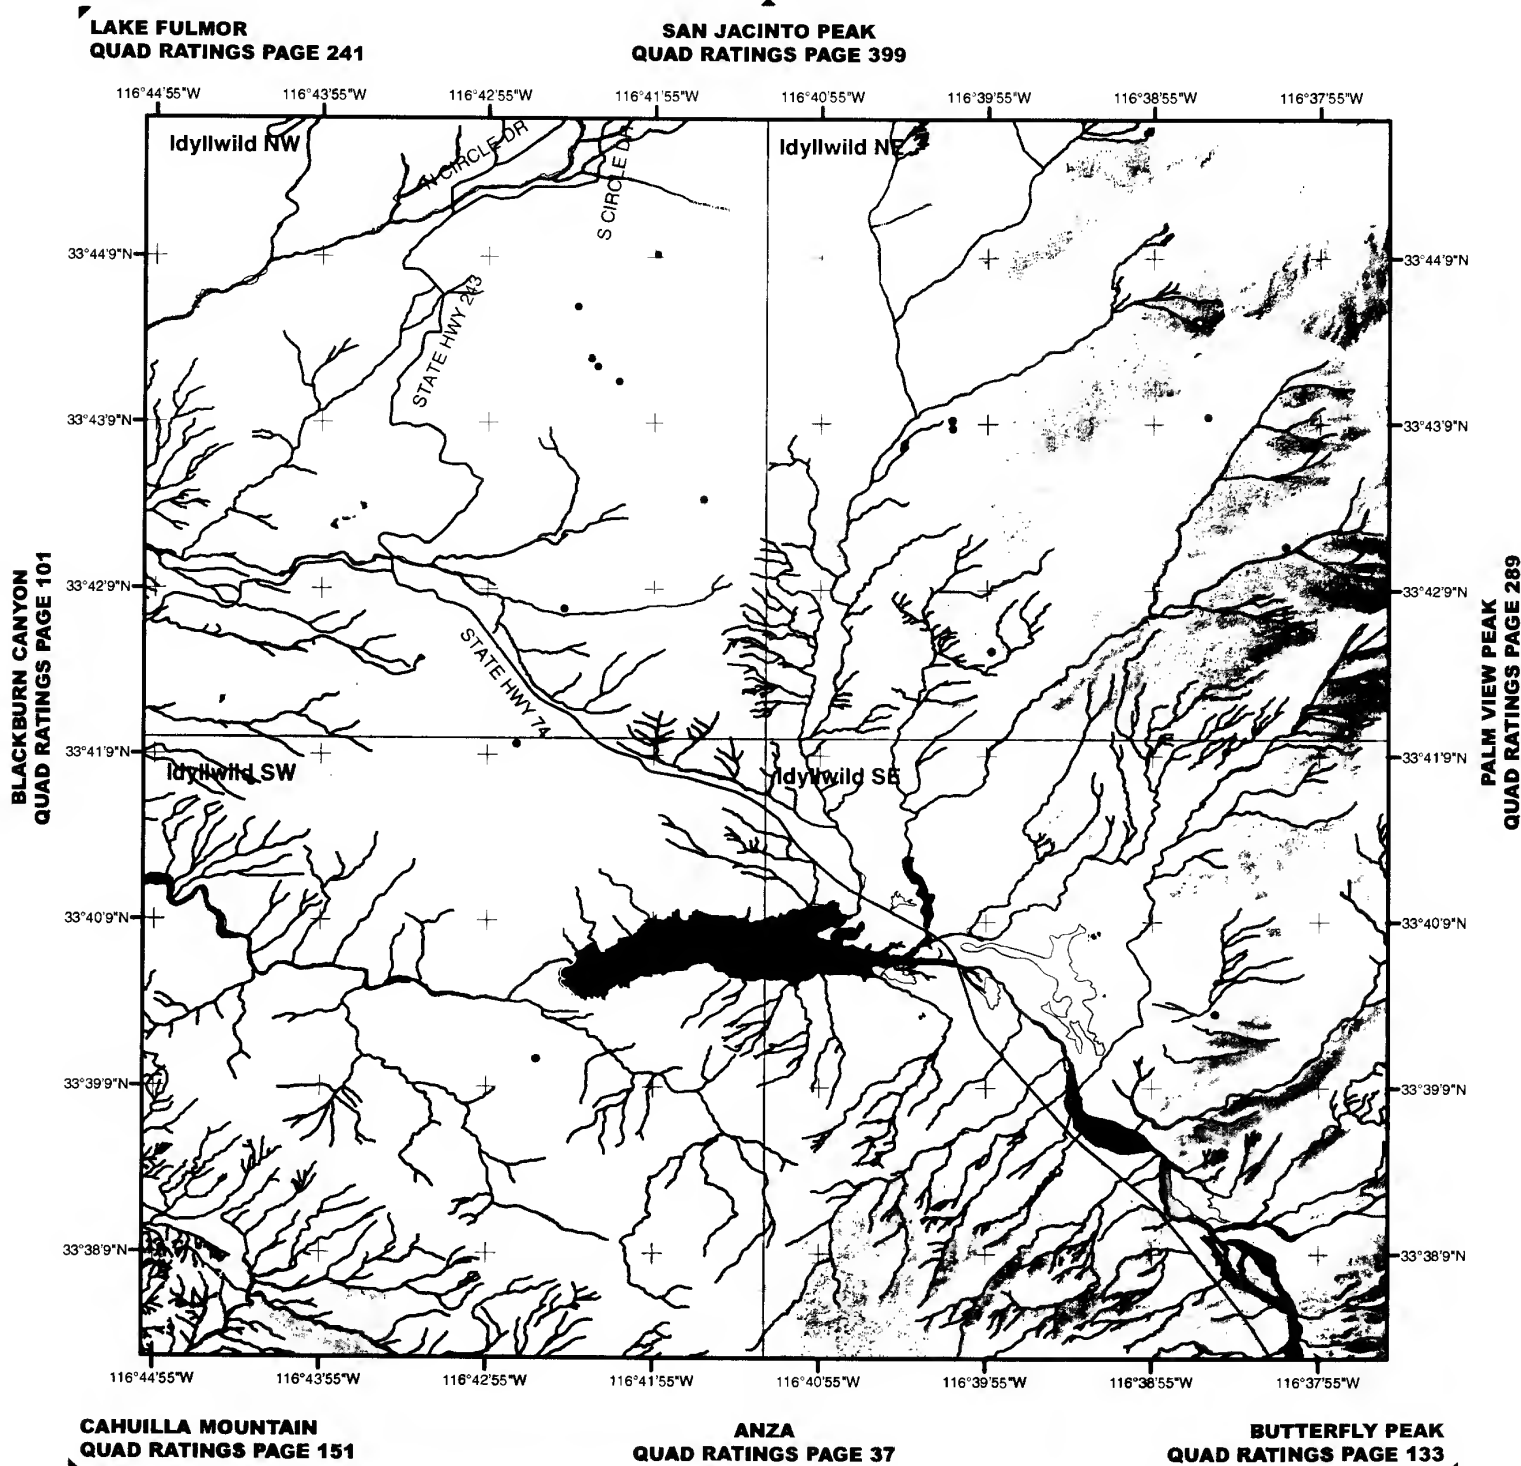 LAKE FULMOR
QUAD RATINGS PAGE 241
SAN JACINTO PEAK
QUAD RATINGS PAGE 399
116°44'55"W 116°43'55"W 116°42'55"W 116°41'55"W 116°40'55"W 116°39'55"W 116°38'55"W 116°37'55"W
Idyllwild NW
Idyllwild NE
N CIRCLE DR
S CIRCLE DR
33°44'9"N
33°44'9"N
STATE HWY 243
33°43'9"N
33°43'9"N
BLACKBURN CANYON
QUAD RATINGS PAGE 101
PALM VIEW PEAK
QUAD RATINGS PAGE 289
33°42'9"N
33°42'9"N
STATE HWY 74
33°41'9"N
33°41'9"N
Idyllwild SW
Idyllwild SE
33°40'9"N
33°40'9"N
33°39'9"N
33°39'9"N
33°38'9"N
33°38'9"N
116°44'55"W 116°43'55"W 116°42'55"W 116°41'55"W 116°40'55"W 116°39'55"W 116°38'55"W 116°37'55"W
CAHUILLA MOUNTAIN
QUAD RATINGS PAGE 151
ANZA
QUAD RATINGS PAGE 37
BUTTERFLY PEAK
QUAD RATINGS PAGE 133